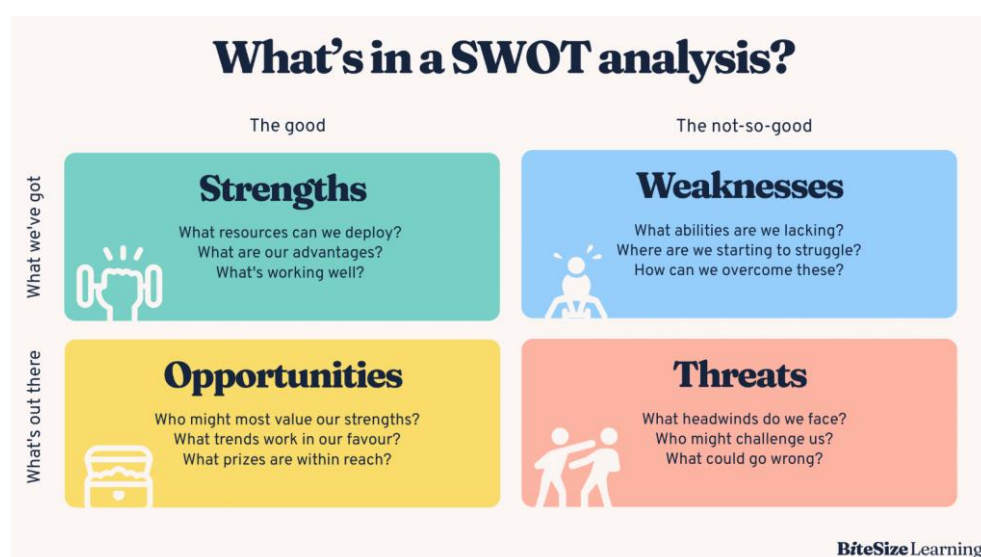 What's in a SWOT analysis?
The good
The not-so-good
What we've got
Strengths
What resources can we deploy?
What are our advantages?
What's working well?
Weaknesses
What abilities are we lacking?
Where are we starting to struggle?
How can we overcome these?
What's out there
Opportunities
Who might most value our strengths?
What trends work in our favour?
What prizes are within reach?
Threats
What headwinds do we face?
Who might challenge us?
What could go wrong?
BiteSize Learning